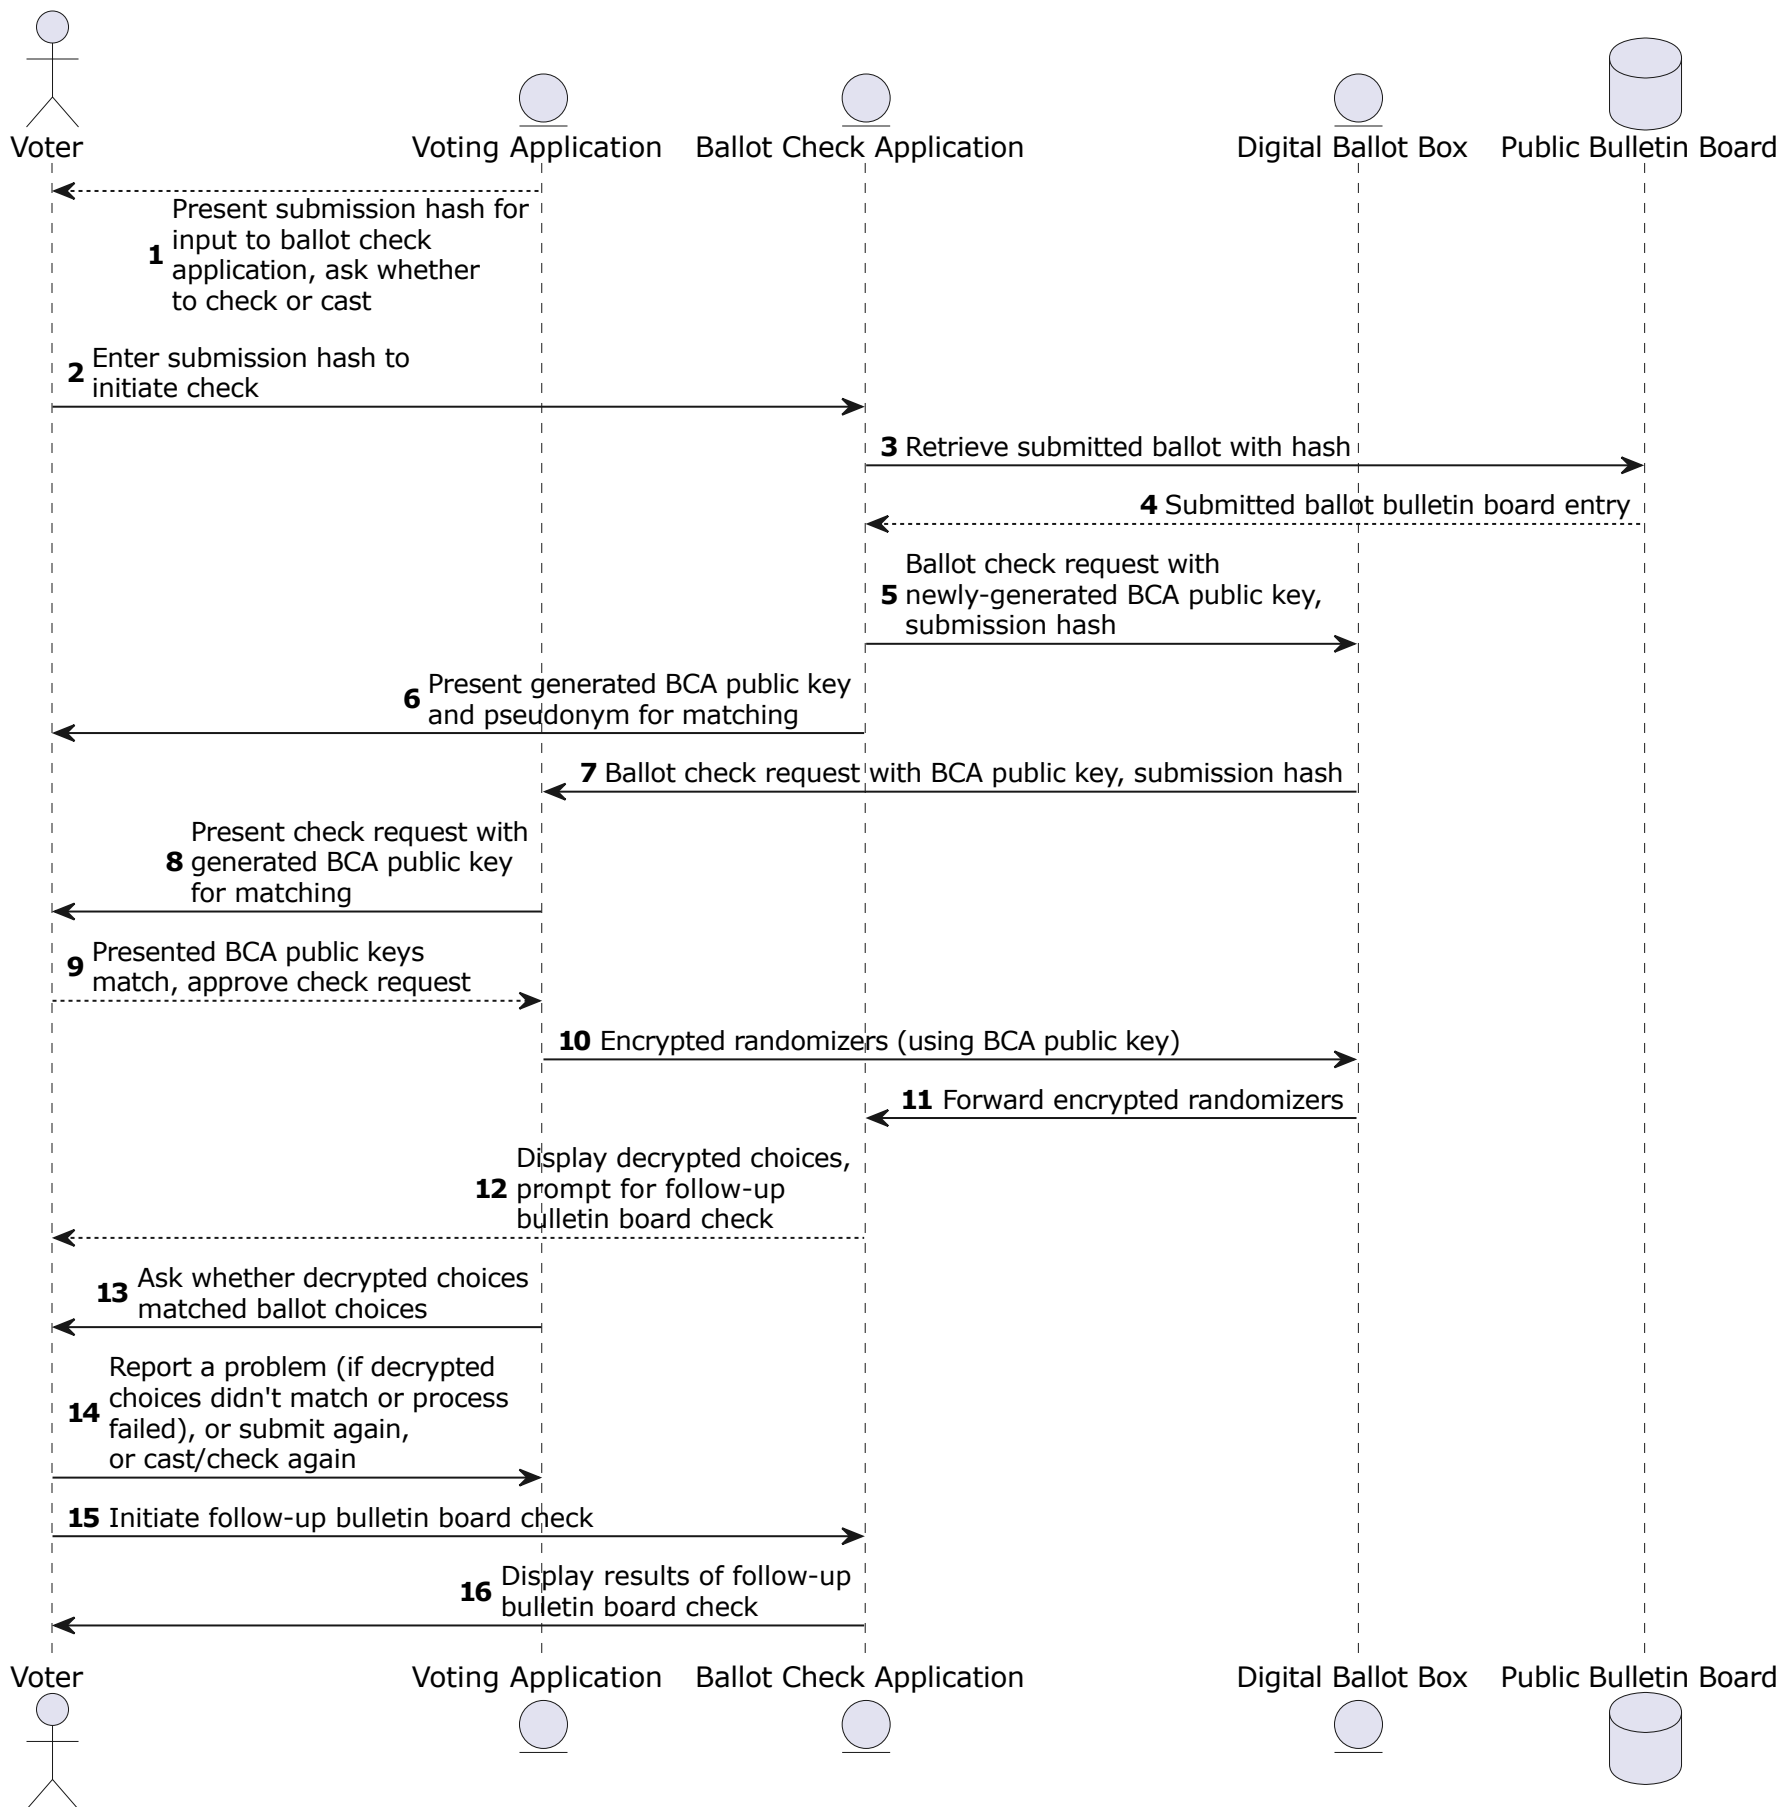 Voter
Voting Application
Ballot Check Application
Digital Ballot Box
Public Bulletin Board
1 Present submission hash for
input to ballot check
application, ask whether
to check or cast
2 Enter submission hash to
initiate check
3 Retrieve submitted ballot with hash
4 Submitted ballot bulletin board entry
5 Ballot check request with
newly-generated BCA public key,
submission hash
6 Present generated BCA public key
and pseudonym for matching
7 Ballot check request with BCA public key, submission hash
8 Present check request with
generated BCA public key
for matching
9 Presented BCA public keys
match, approve check request
10 Encrypted randomizers (using BCA public key)
11 Forward encrypted randomizers
12 Display decrypted choices,
prompt for follow-up
bulletin board check
13 Ask whether decrypted choices
matched ballot choices
14 Report a problem (if decrypted
choices didn't match or process
failed), or submit again,
or cast/check again
15 Initiate follow-up bulletin board check
16 Display results of follow-up
bulletin board check
Voter
Voting Application
Ballot Check Application
Digital Ballot Box
Public Bulletin Board